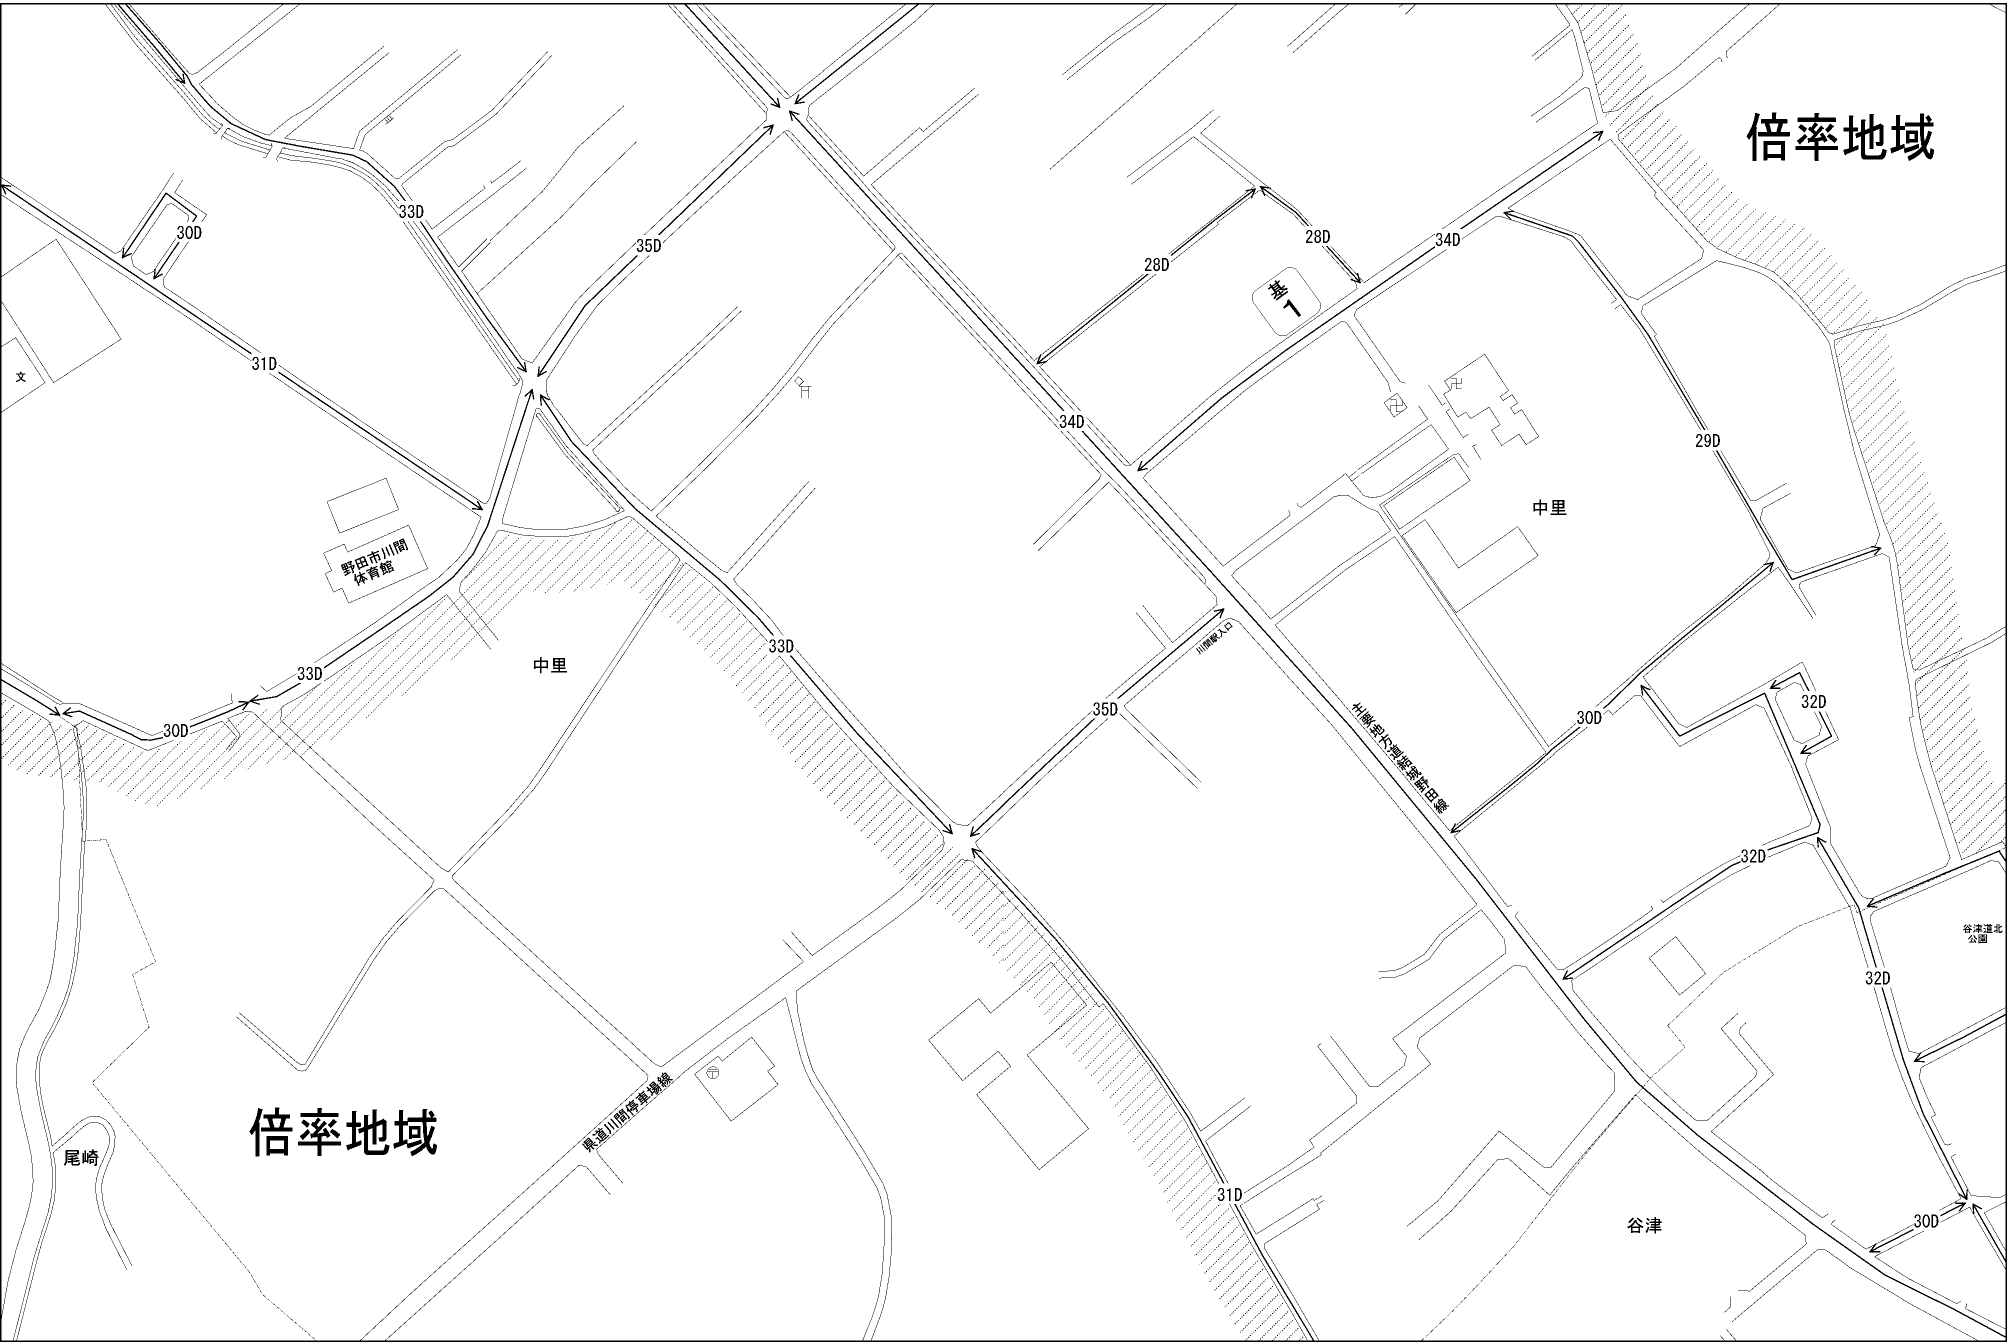 倍率地域
33D
30D
35D
28D
34D
28D
基
1
31D
文
34D
29D
中里
野田市川間
体育館
33D
川間駅入口
中里
33D
35D
32D
主要地方道結城野田線
30D
30D
32D
谷津道北
公園
32D
県道川間停車場線
倍率地域
尾崎
31D
谷津
30D